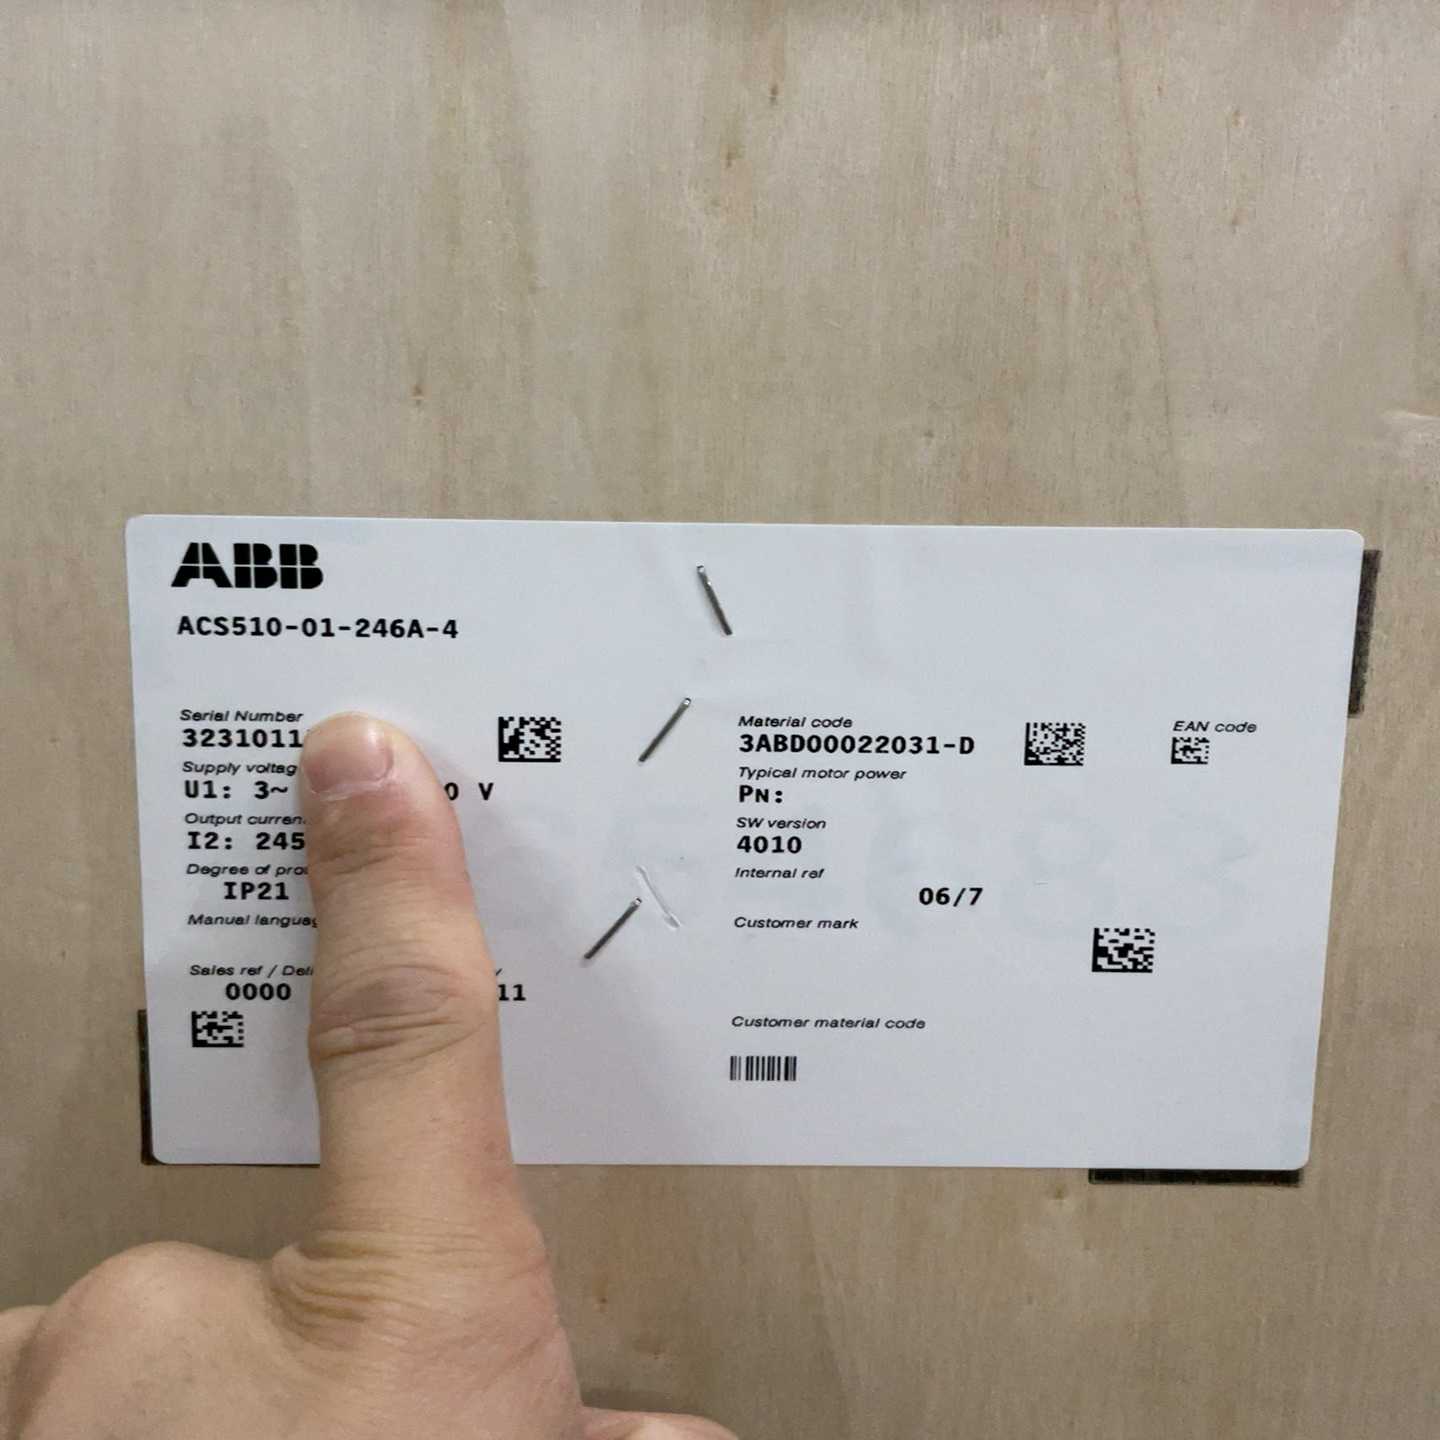 ABB
ACS510-01-246A-4
Serial Number
3231011
Supply voltag
U1: 3~ 0 V
Output curren
I2: 245
Degree of pro
IP21
Manual languag
Sales ref / Deli
0000 11
Material code
3ABD00022031-D
Typical motor power
PN:
SW version
4010
Internal ref
06/7
Customer mark
Customer material code
EAN code